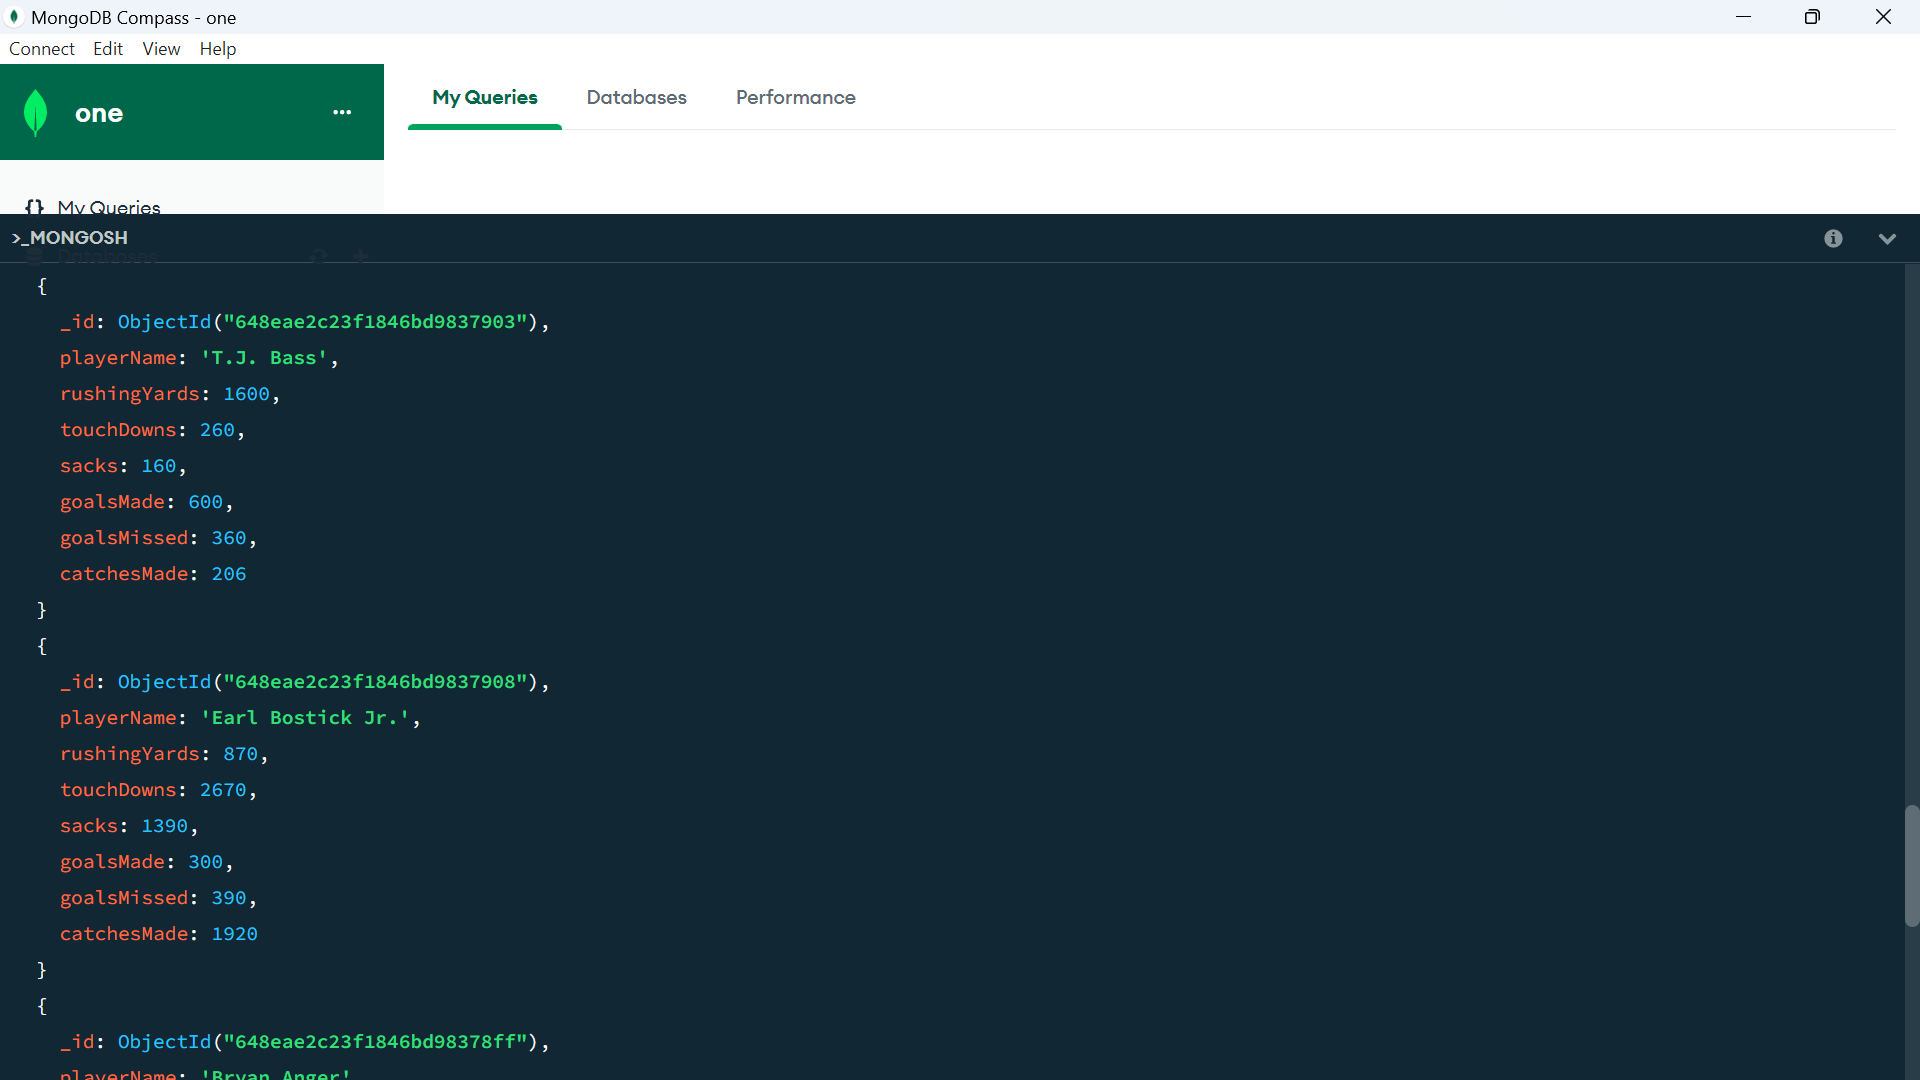 MongoDB Compass - one
Connect Edit View Help
one ...
My Queries Databases Performance
{} My Queries
>_MONGOSH
Databases
{
_id: ObjectId("648eae2c23f1846bd9837903"),
playerName: 'T.J. Bass',
rushingYards: 1600,
touchDowns: 260,
sacks: 160,
goalsMade: 600,
goalsMissed: 360,
catchesMade: 206
}
{
_id: ObjectId("648eae2c23f1846bd9837908"),
playerName: 'Earl Bostick Jr.',
rushingYards: 870,
touchDowns: 2670,
sacks: 1390,
goalsMade: 300,
goalsMissed: 390,
catchesMade: 1920
}
{
_id: ObjectId("648eae2c23f1846bd98378ff"),
playerName: 'Bryan Anger'